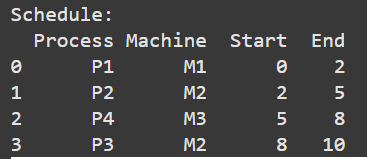 Schedule:
  Process Machine  Start  End
0      P1      M1      0    2
1      P2      M2      2    5
2      P4      M3      5    8
3      P3      M2      8   10